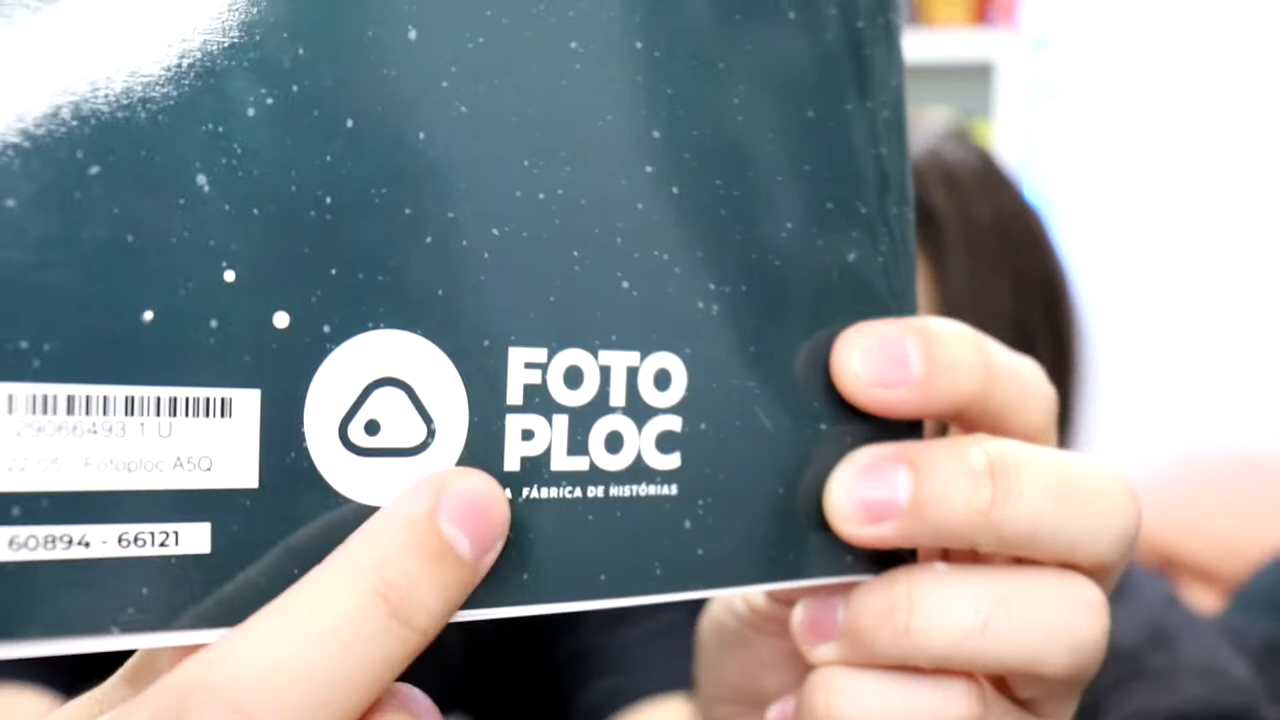 FOTO
PLOC
A FÁBRICA DE HISTÓRIAS
29066493 1 U
Fotoploc A5Q
60894 - 66121